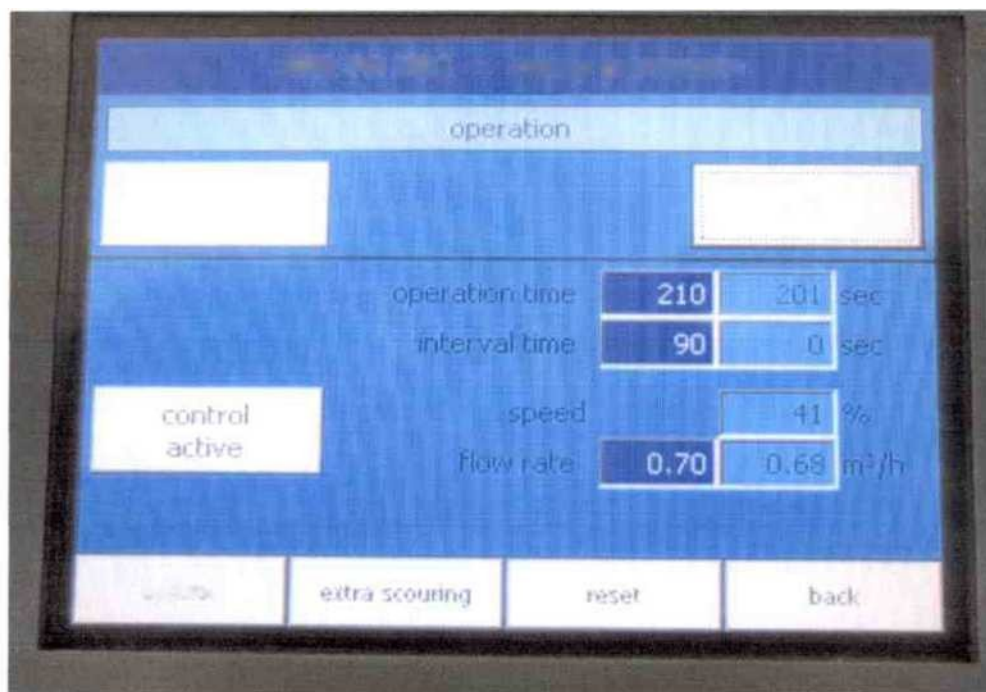 operation
operation time 210 201 sec
interval time 90 0 sec
speed 41 %
control
active
flow rate 0.70 0.68 m³/h
extra scouring reset back